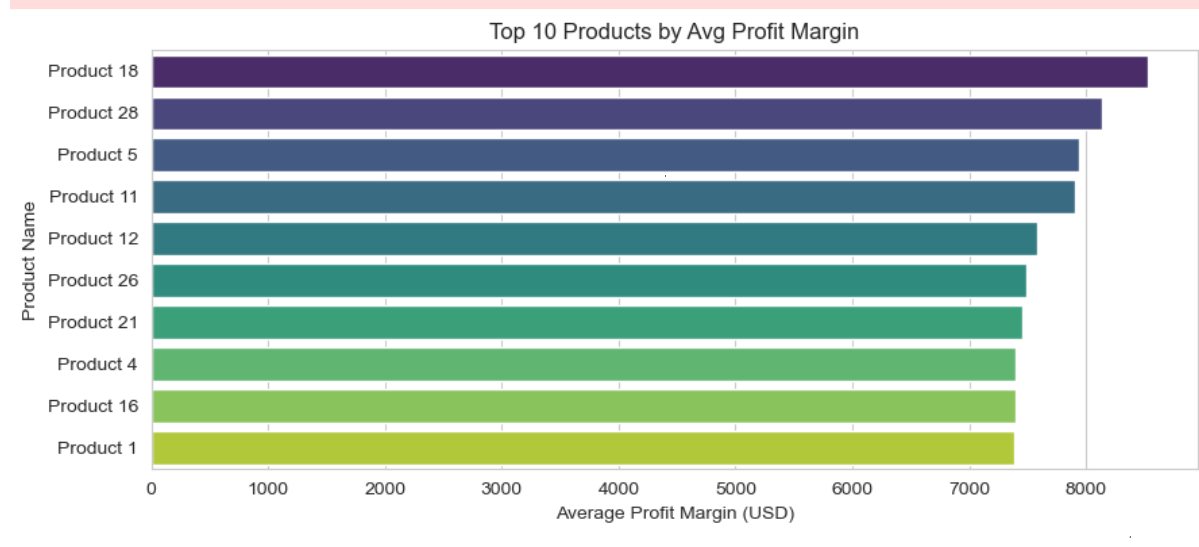 Top 10 Products by Avg Profit Margin
Product Name
Product 18
Product 28
Product 5
Product 11
Product 12
Product 26
Product 21
Product 4
Product 16
Product 1
0 1000 2000 3000 4000 5000 6000 7000 8000
Average Profit Margin (USD)